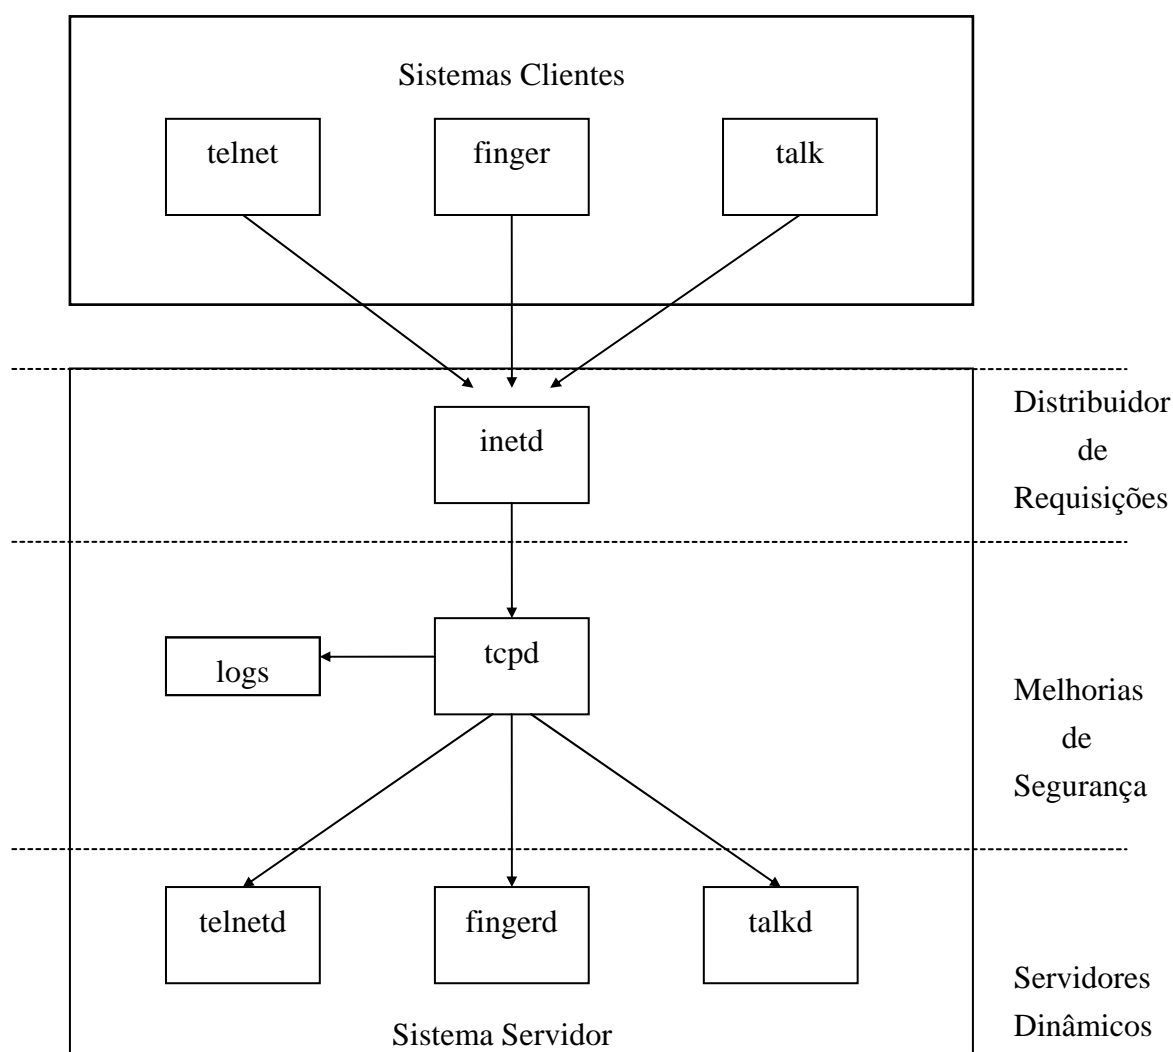 Sistemas Clientes
telnet
finger
talk
inetd
Distribuidor
de
Requisições
tcpd
logs
Melhorias
de
Segurança
telnetd
fingerd
talkd
Servidores
Dinâmicos
Sistema Servidor